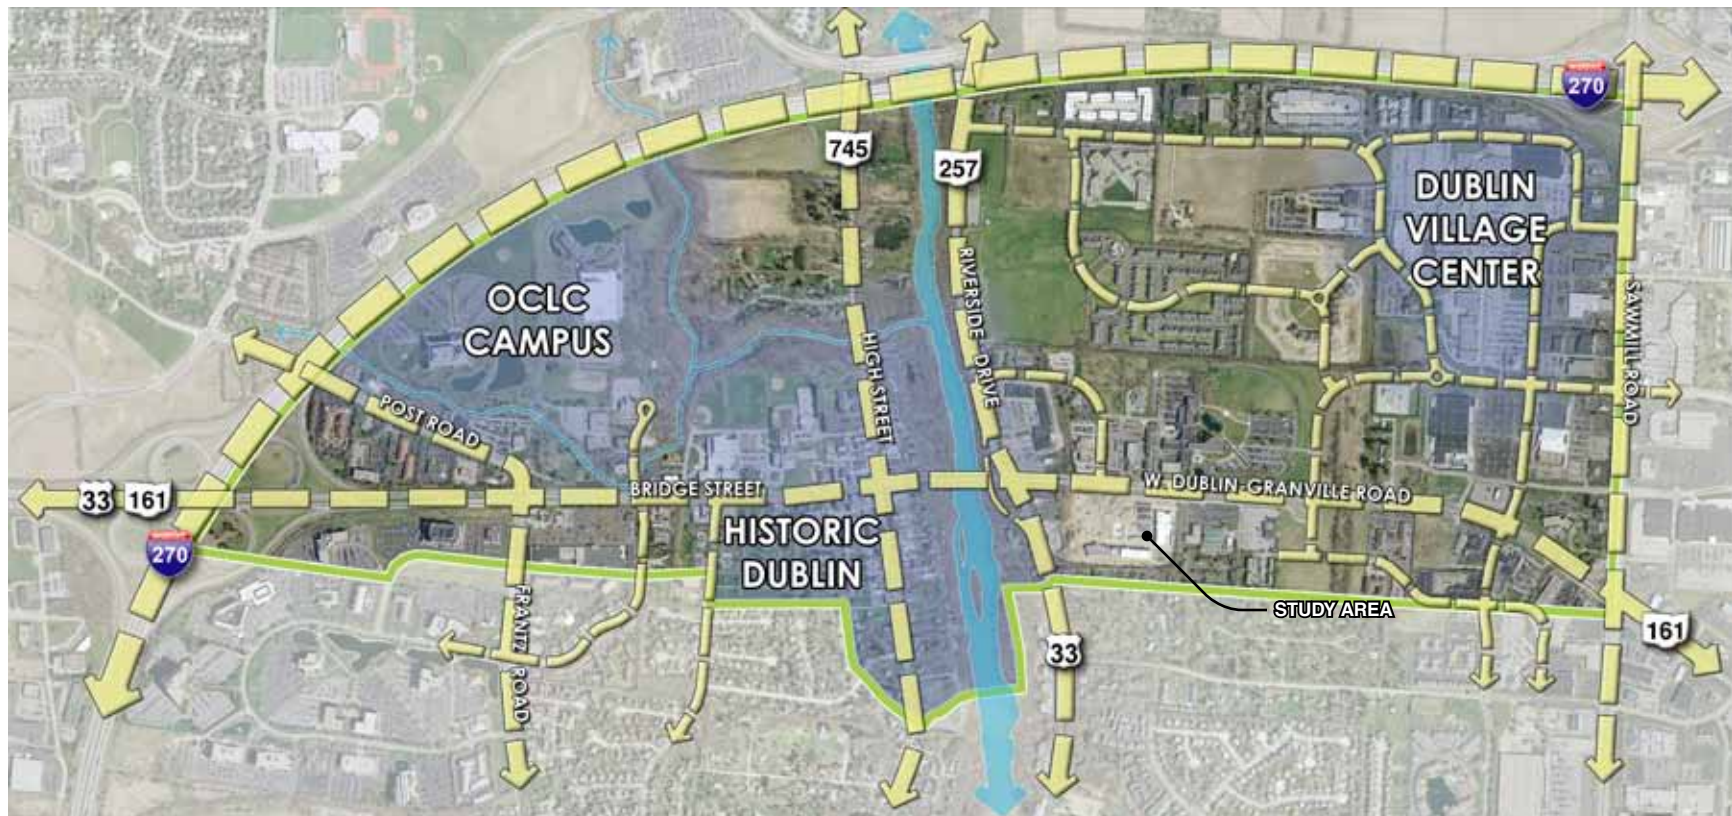 270
745
257
DUBLIN
VILLAGE
CENTER
OCLC
CAMPUS
RIVERSIDE DRIVE
SAWMILL ROAD
HIGH STREET
POST ROAD
33
161
BRIDGE STREET
W. DUBLIN-GRANVILLE ROAD
270
HISTORIC
DUBLIN
FRANTZ ROAD
STUDY AREA
161
33